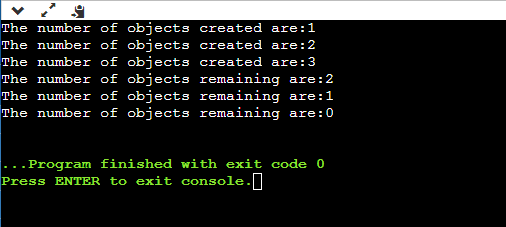 The number of objects created are:1
The number of objects created are:2
The number of objects created are:3
The number of objects remaining are:2
The number of objects remaining are:1
The number of objects remaining are:0
...Program finished with exit code 0
Press ENTER to exit console.